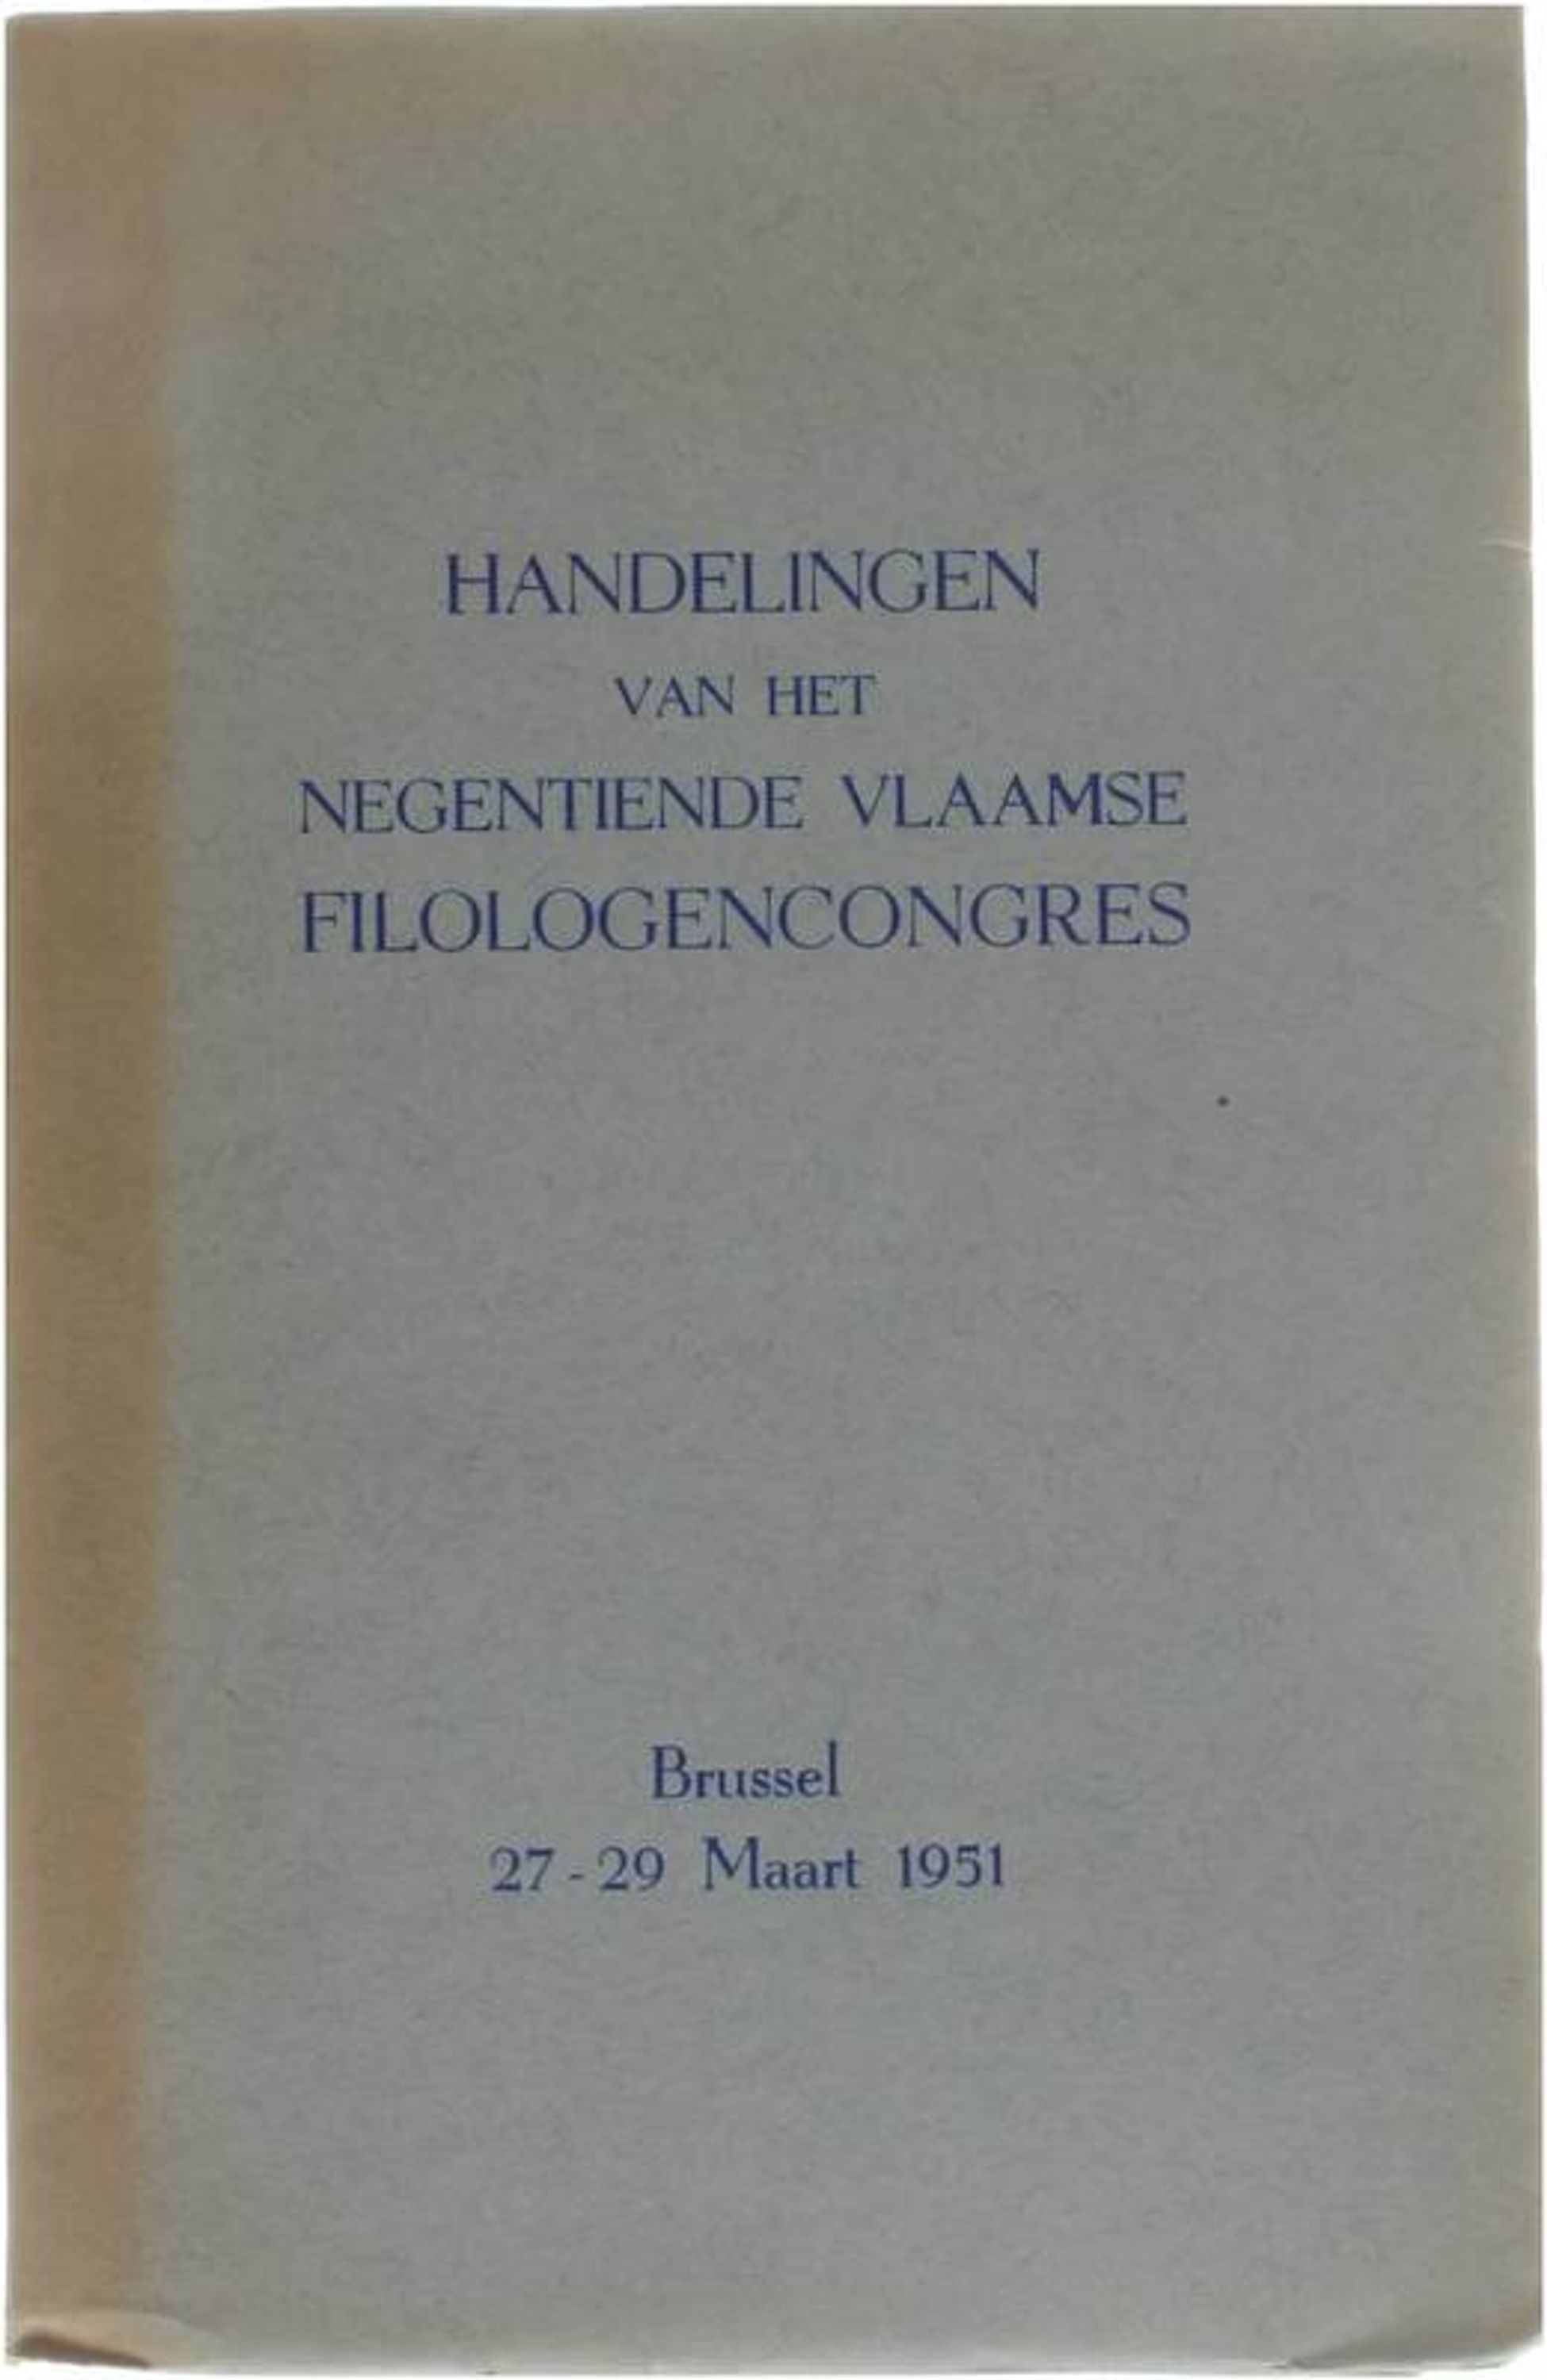 HANDELINGEN
VAN HET
NEGENTIENDE VLAAMSE
FILOLOGENCONGRES
Brussel
27 - 29 Maart 1951